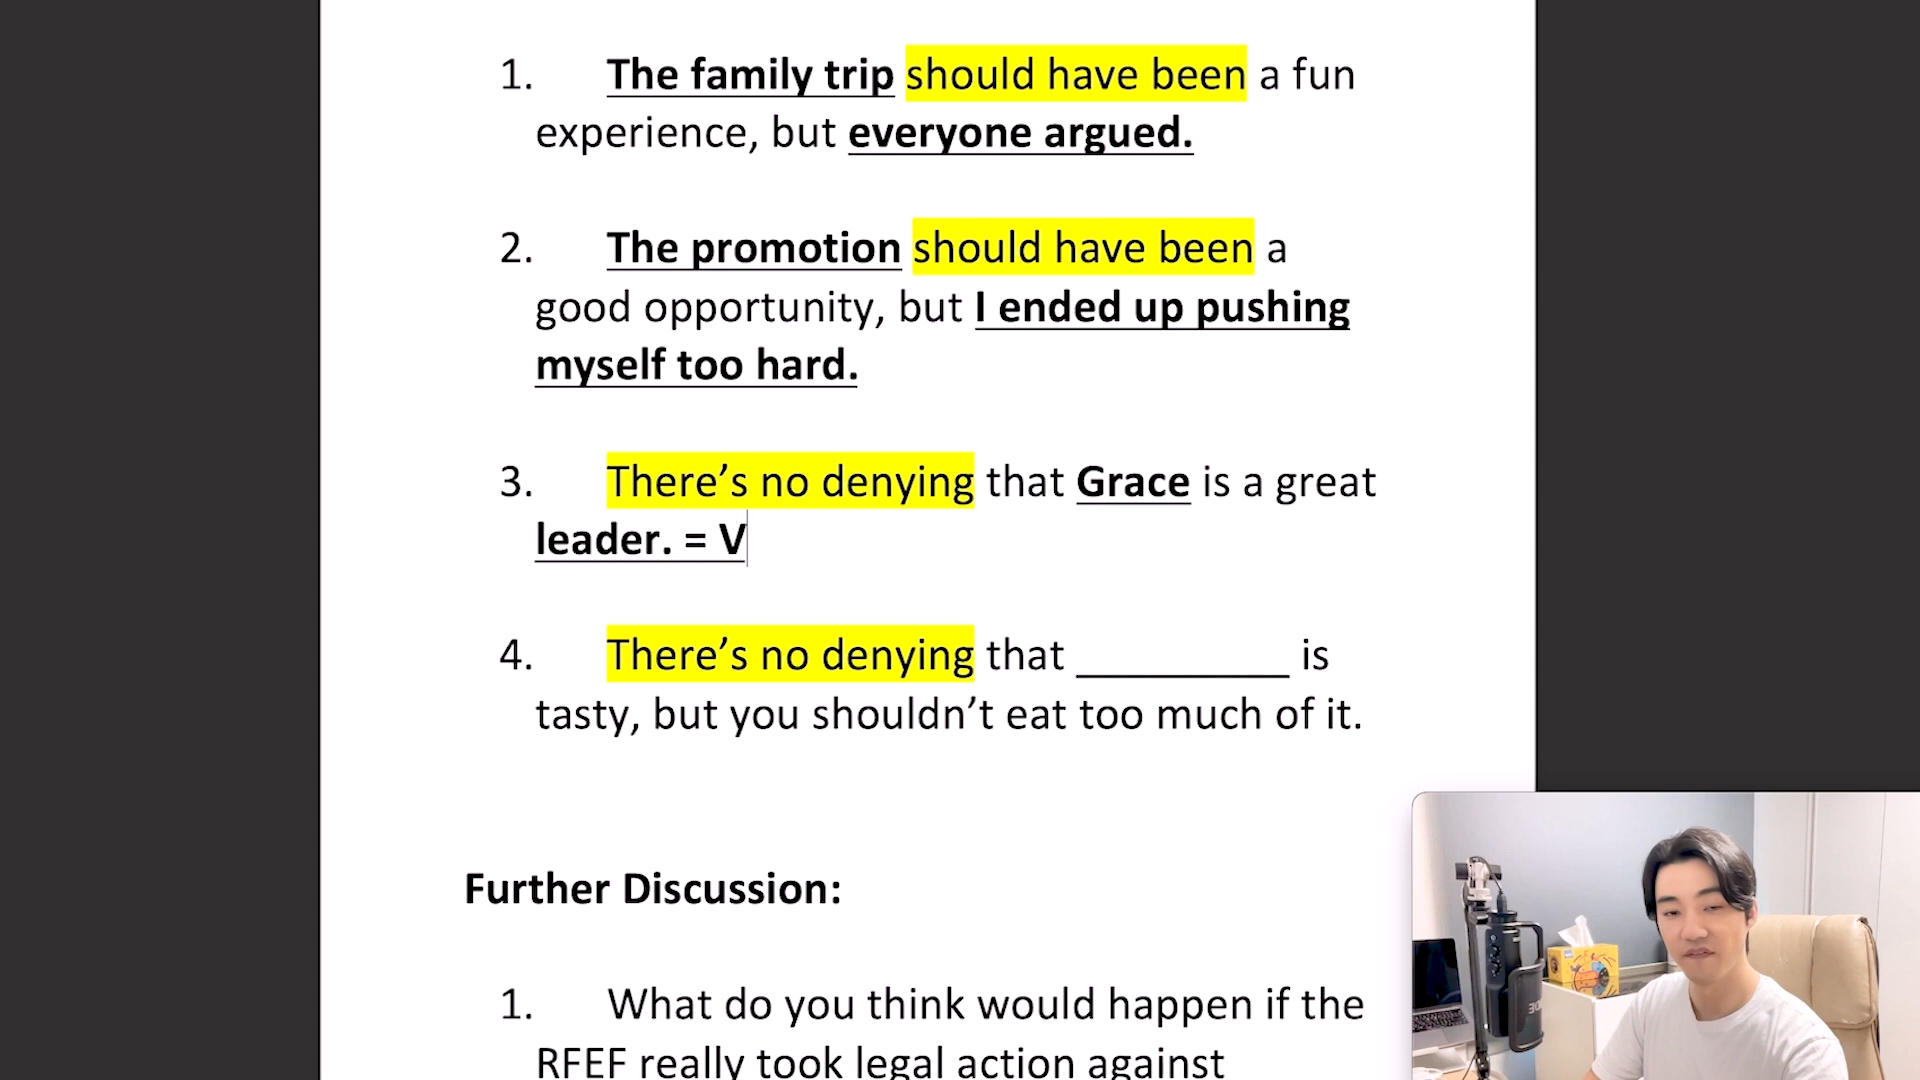 1. The family trip should have been a fun
experience, but everyone argued.
2. The promotion should have been a
good opportunity, but I ended up pushing
myself too hard.
3. There’s no denying that Grace is a great
leader. = V
4. There’s no denying that __________ is
tasty, but you shouldn’t eat too much of it.
Further Discussion:
1. What do you think would happen if the
RFEF really took legal action against
RODE